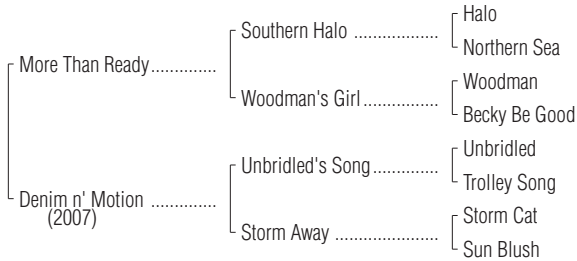 Halo
Southern Halo ..................
Northern Sea
More Than Ready..............
Woodman
Woodman's Girl................
Becky Be Good
Unbridled
Unbridled's Song..............
Trolley Song
Denim n' Motion ..............
(2007)
Storm Cat
Storm Away ......................
Sun Blush